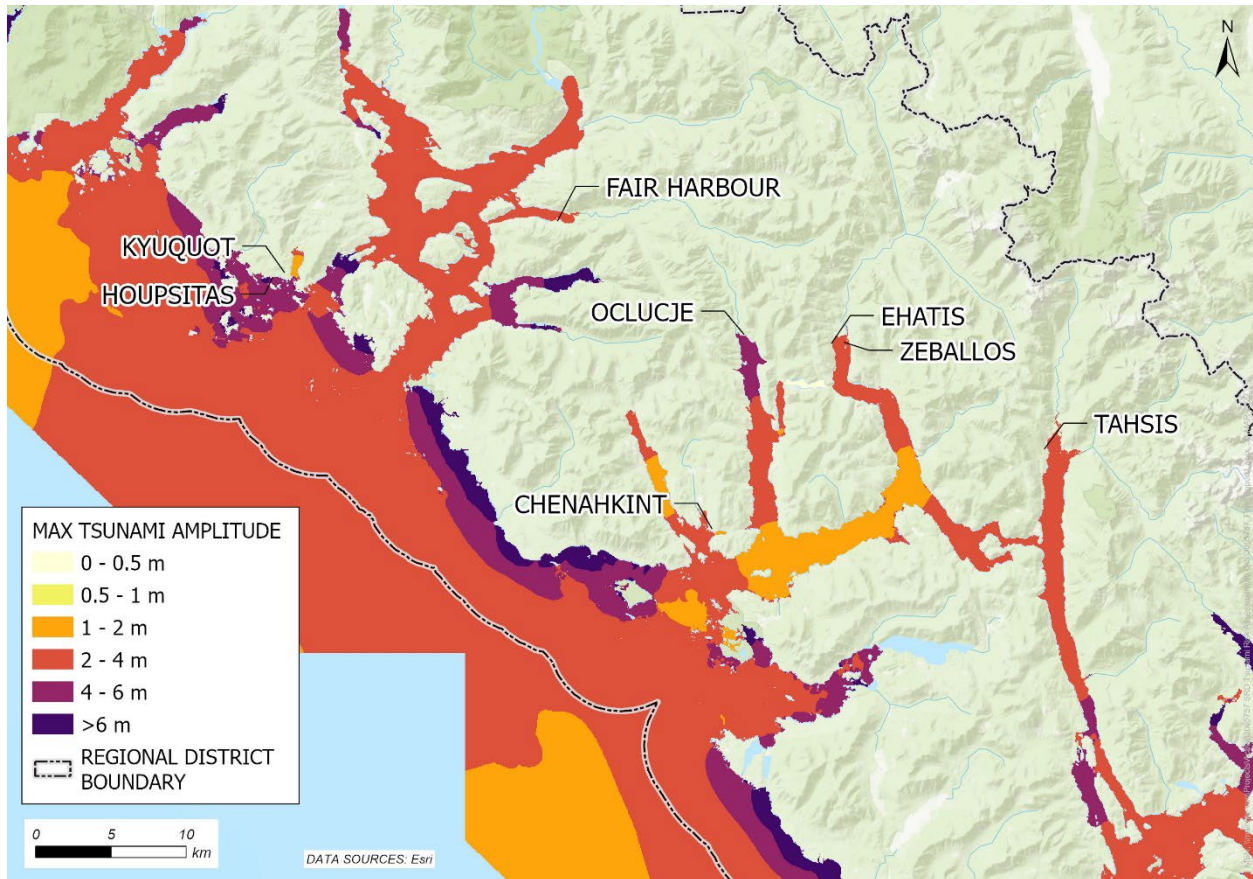 N
FAIR HARBOUR
KYUQUOT
HOUPSITAS
OCLUCJE
EHATIS
ZEBALLOS
TAHSIS
CHENAHKINT
MAX TSUNAMI AMPLITUDE
0 - 0.5 m
0.5 - 1 m
1 - 2 m
2 - 4 m
4 - 6 m
>6 m
REGIONAL DISTRICT
BOUNDARY
0 5 10
km
DATA SOURCES: Esri